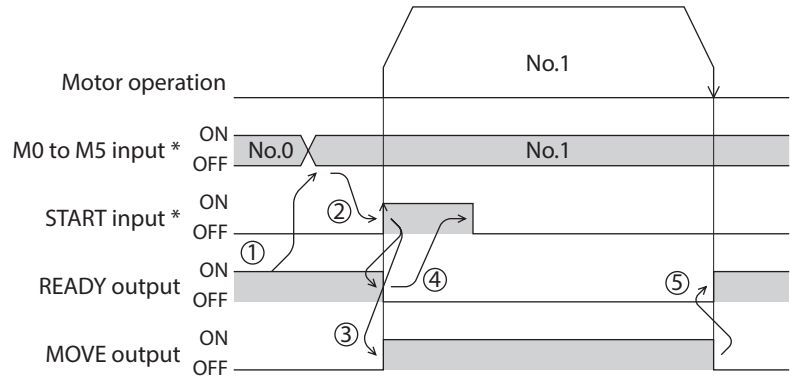 No.1
Motor operation
M0 to M5 input *
ON
OFF
No.0
No.1
START input *
ON
OFF
②
①
READY output
ON
OFF
④
⑤
③
MOVE output
ON
OFF